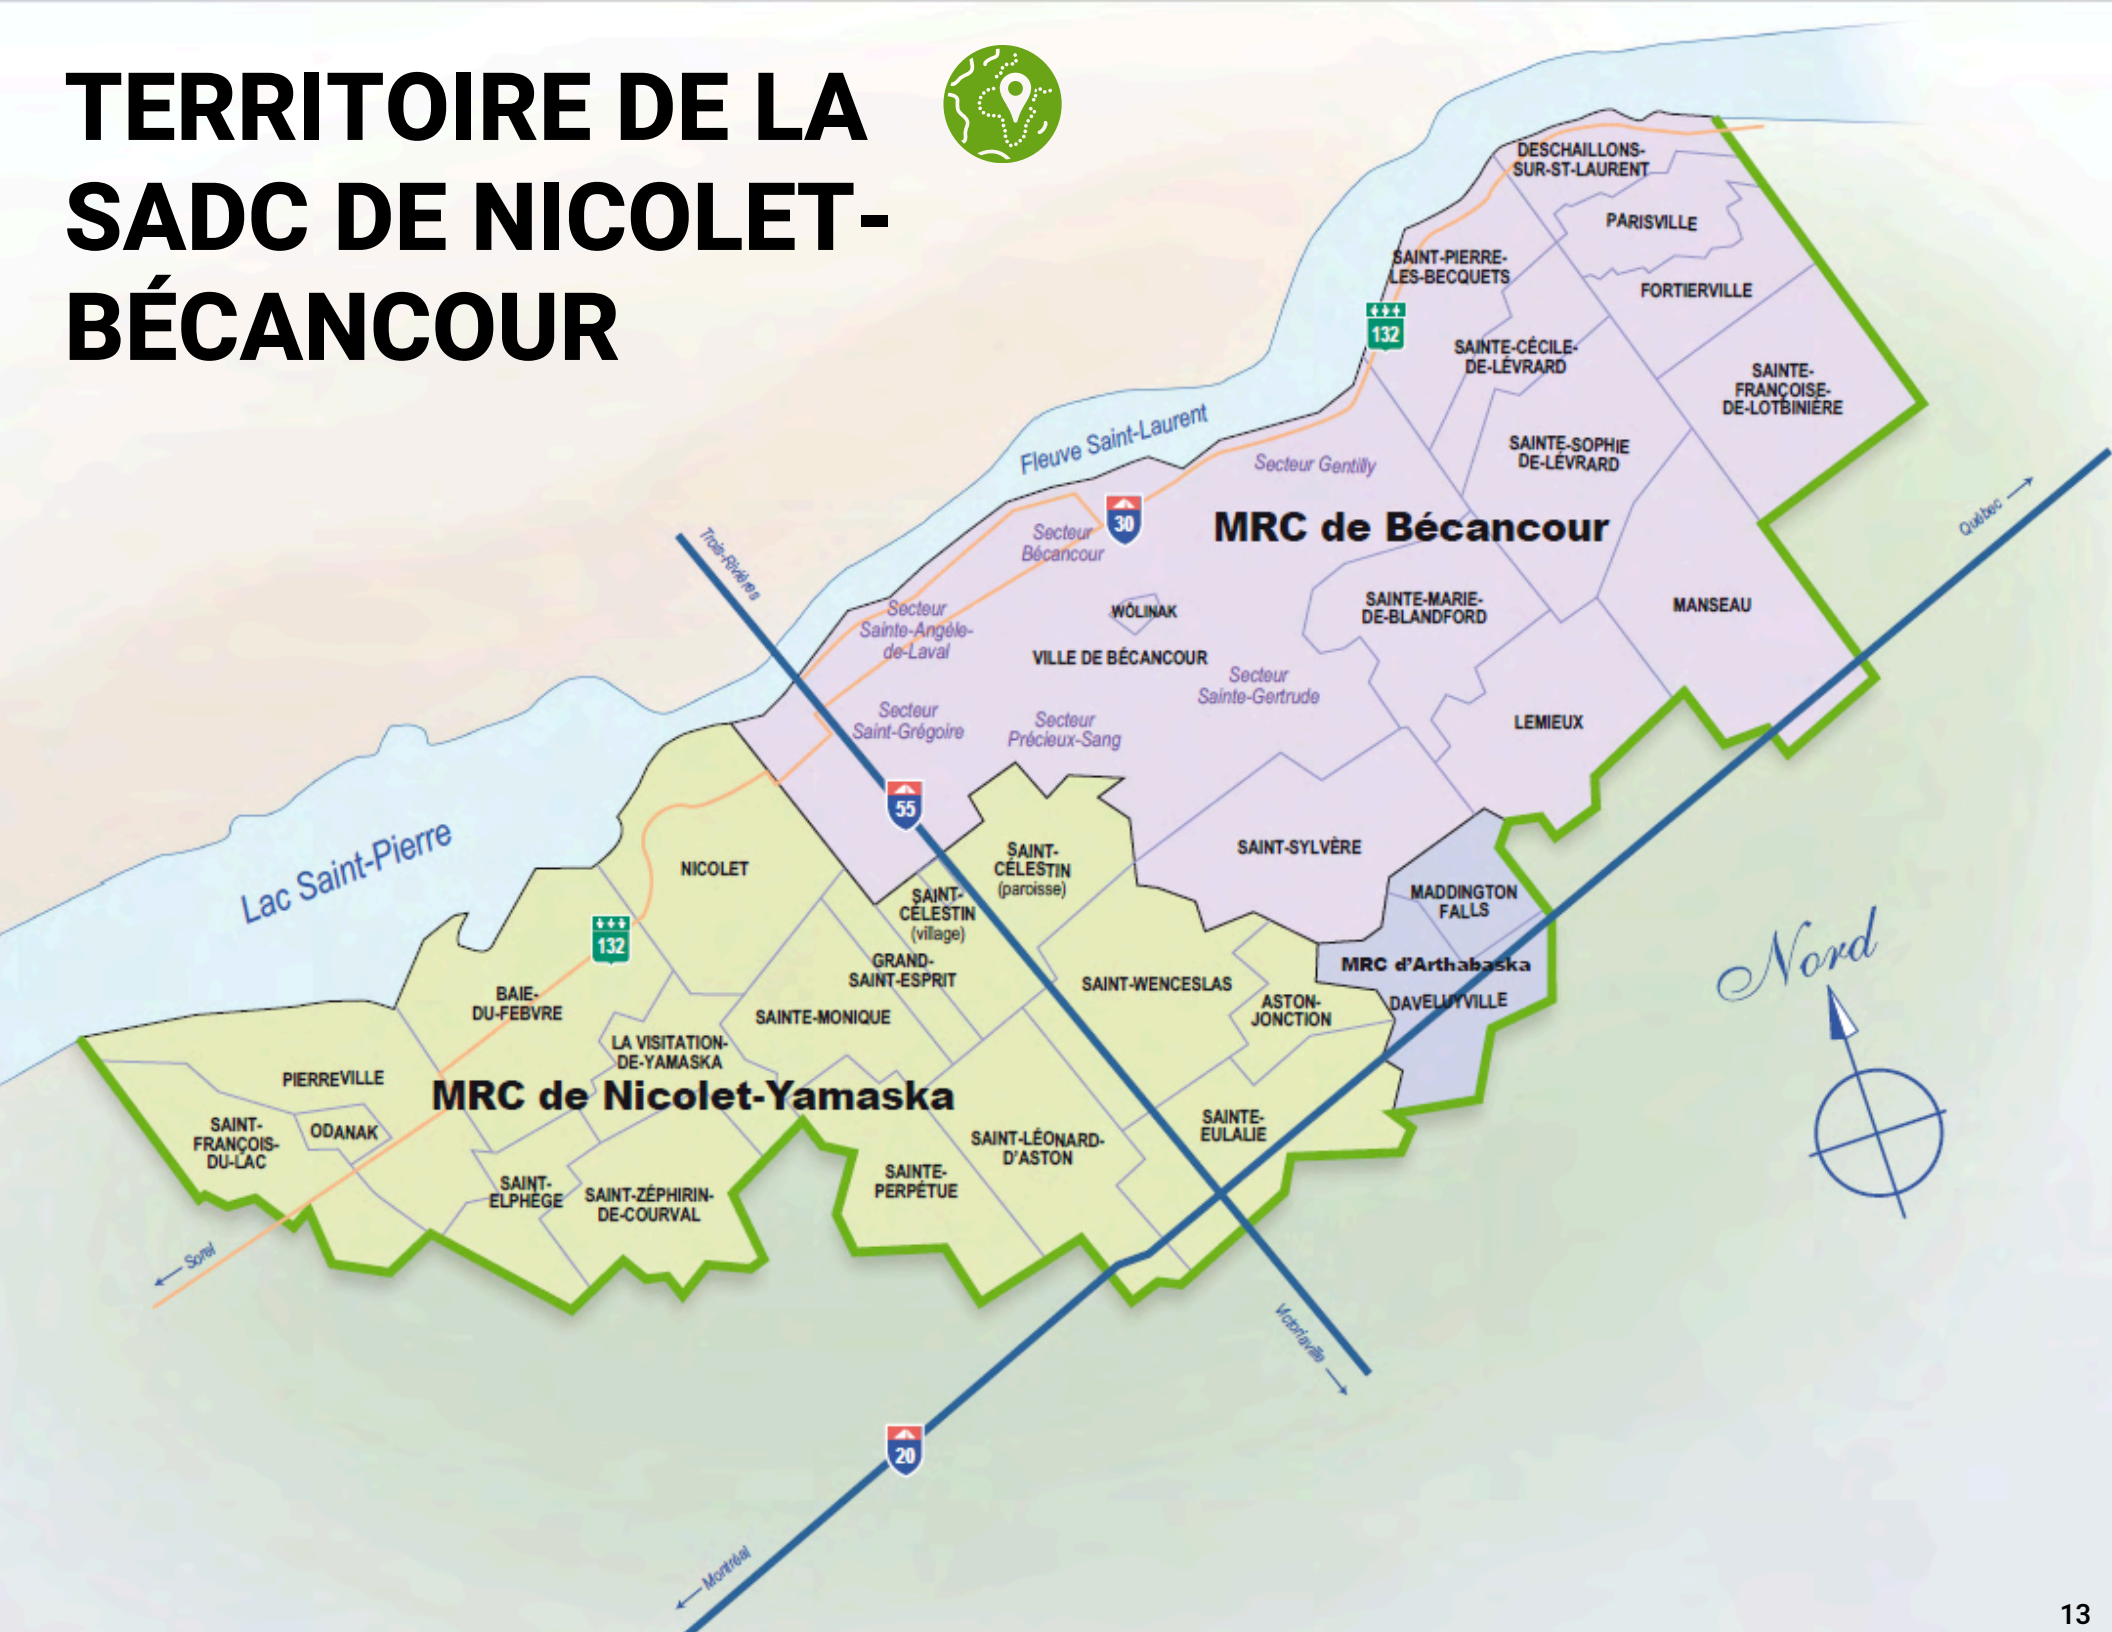 TERRITOIRE DE LA
SADC DE NICOLET-
BÉCANCOUR
DESCHAILLONS-
SUR-ST-LAURENT
PARISVILLE
SAINT-PIERRE-
LES-BECQUETS
FORTIERVILLE
132
SAINTE-CÉCILE-
DE-LÉVRARD
SAINTE-
FRANÇOISE-
DE-LOTBINIÈRE
Fleuve Saint-Laurent
SAINTE-SOPHIE
DE-LÉVRARD
Secteur Gentilly
30
MRC de Bécancour
Québec
Trois-Rivières
Secteur
Bécancour
Secteur
Sainte-Angèle-
de-Laval
WÔLINAK
SAINTE-MARIE-
DE-BLANDFORD
MANSEAU
VILLE DE BÉCANCOUR
Secteur
Sainte-Gertrude
Secteur
Saint-Grégoire
Secteur
Précieux-Sang
LEMIEUX
55
Lac Saint-Pierre
NICOLET
SAINT-
CÉLESTIN
(paroisse)
SAINT-SYLVÈRE
SAINT-
CÉLESTIN
(village)
MADDINGTON
FALLS
132
GRAND-
SAINT-ESPRIT
MRC d'Arthabaska
Nord
BAIE-
DU-FEBVRE
SAINT-WENCESLAS
ASTON-
JONCTION
DAVELUYVILLE
SAINTE-MONIQUE
LA VISITATION-
DE-YAMASKA
PIERREVILLE
MRC de Nicolet-Yamaska
SAINT-
FRANÇOIS-
DU-LAC
ODANAK
SAINTE-
EULALIE
SAINT-LÉONARD-
D'ASTON
SAINTE-
PERPÉTUE
SAINT-
ELPHÈGE
SAINT-ZÉPHIRIN-
DE-COURVAL
Sorel
Victoriaville
20
Montréal
13